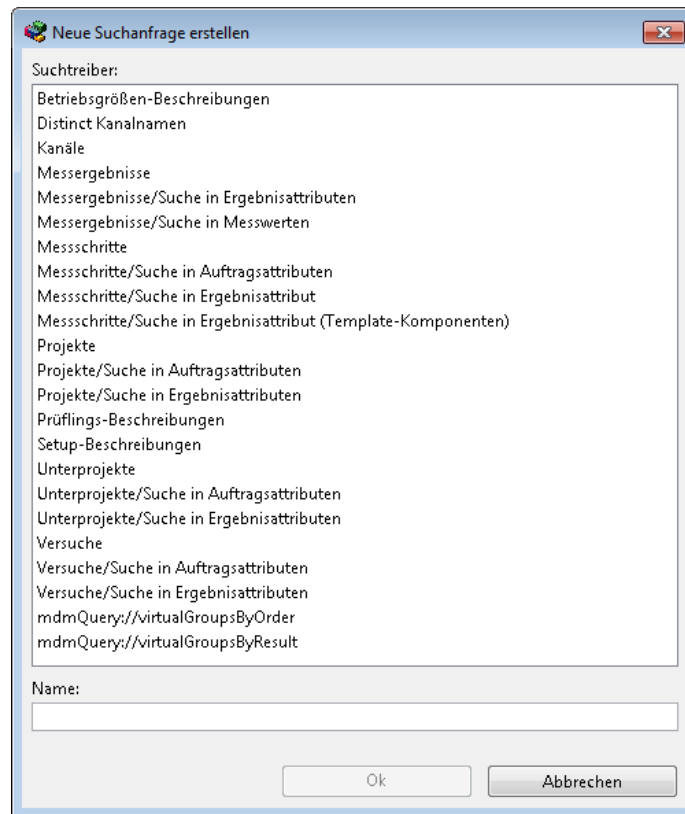 Neue Suchanfrage erstellen
Suchtreiber:
Betriebsgrößen-Beschreibungen
Distinct Kanalnamen
Kanäle
Messergebnisse
Messergebnisse/Suche in Ergebnisattributen
Messergebnisse/Suche in Messwerten
Messschritte
Messschritte/Suche in Auftragsattributen
Messschritte/Suche in Ergebnisattribut
Messschritte/Suche in Ergebnisattribut (Template-Komponenten)
Projekte
Projekte/Suche in Auftragsattributen
Projekte/Suche in Ergebnisattributen
Prüflings-Beschreibungen
Setup-Beschreibungen
Unterprojekte
Unterprojekte/Suche in Auftragsattributen
Unterprojekte/Suche in Ergebnisattributen
Versuche
Versuche/Suche in Auftragsattributen
Versuche/Suche in Ergebnisattributen
mdmQuery://virtualGroupsByOrder
mdmQuery://virtualGroupsByResult
Name:
Ok Abbrechen